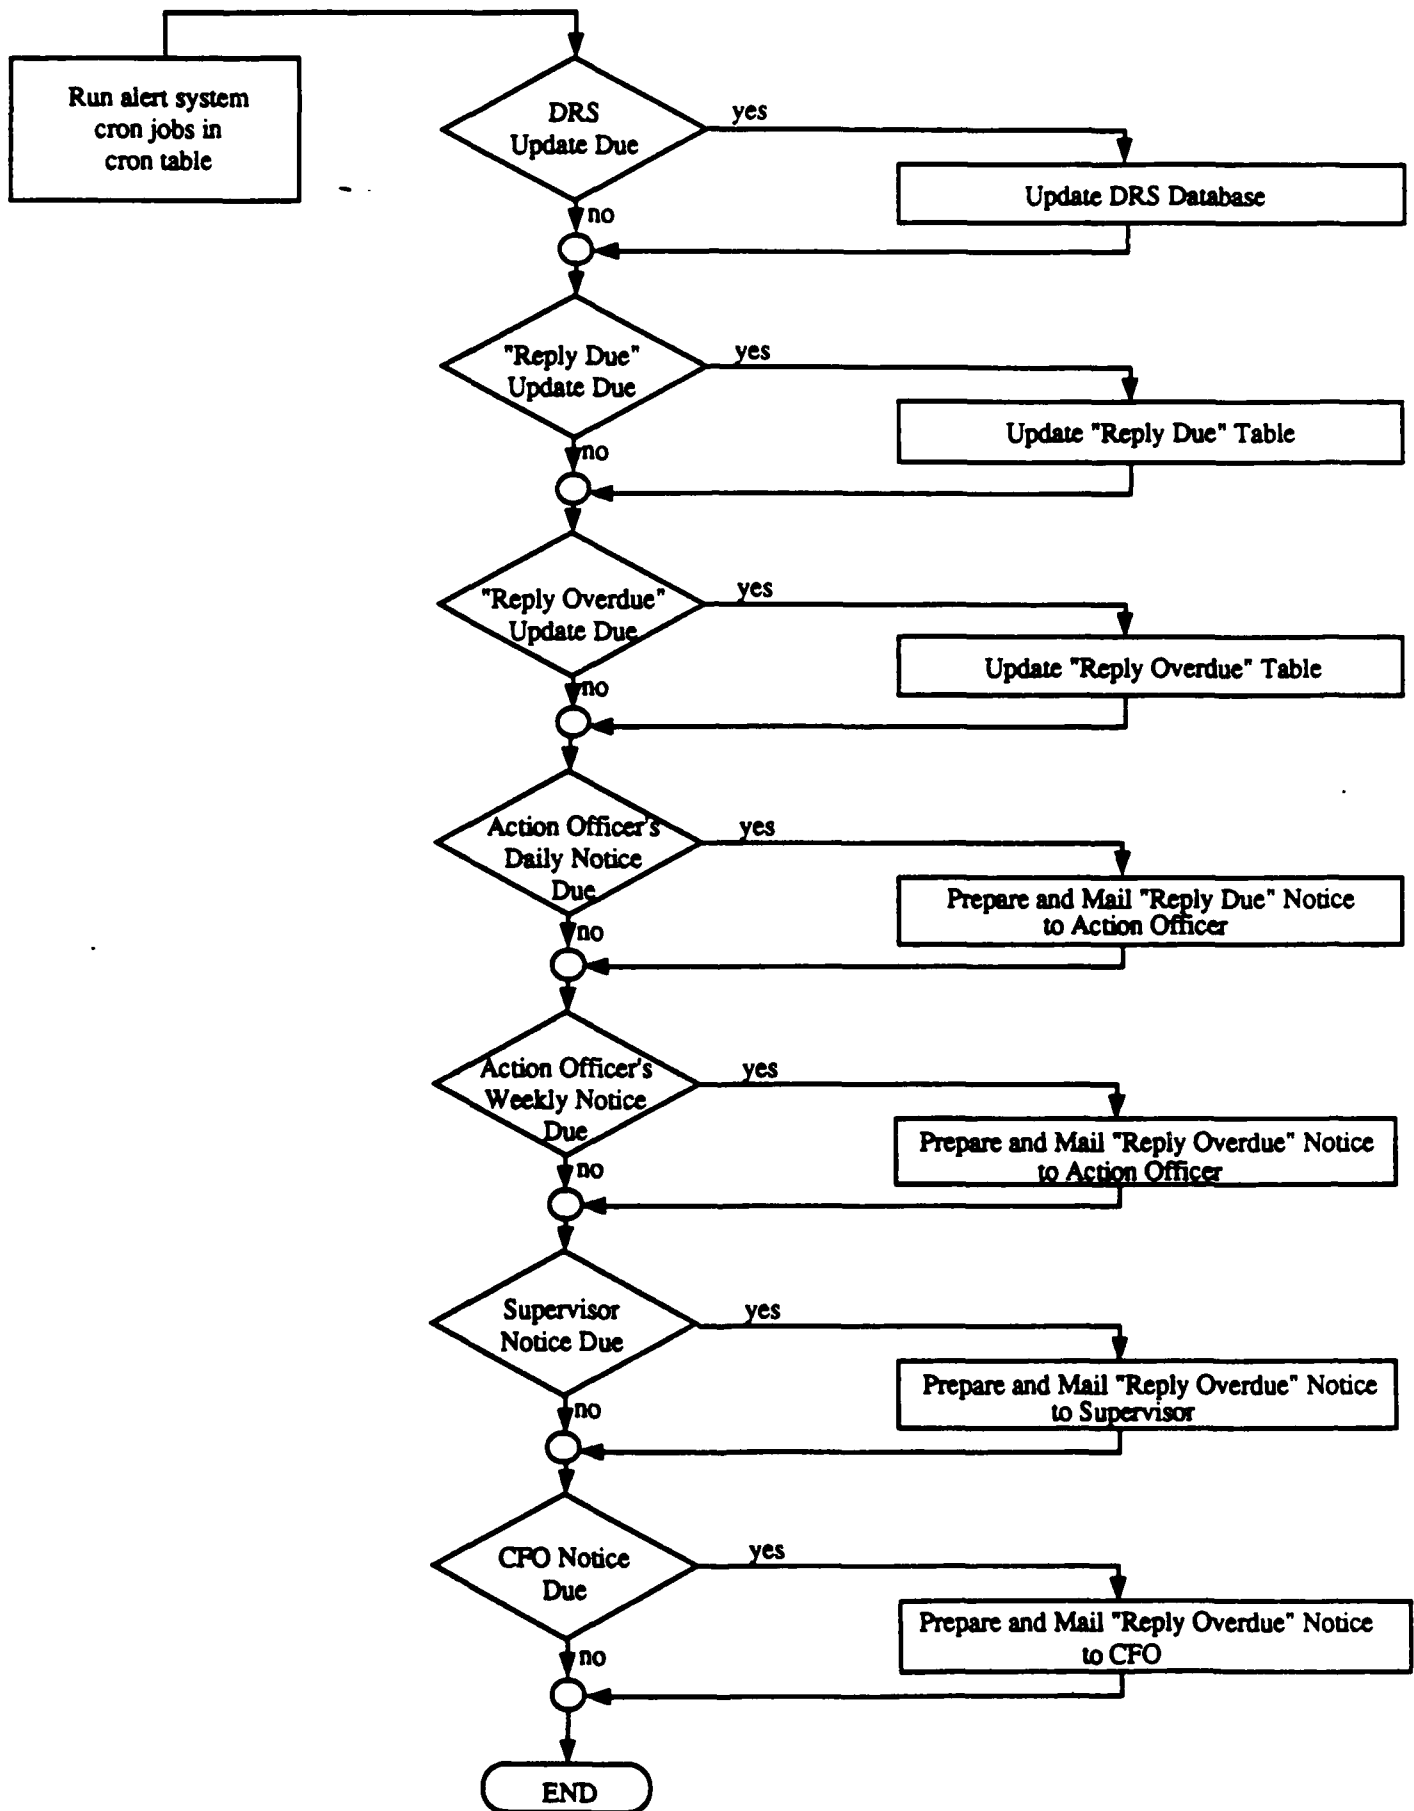 Run alert system
cron jobs in
cron table
DRS
Update Due
yes
Update DRS Database
no
"Reply Due"
Update Due
yes
Update "Reply Due" Table
no
"Reply Overdue"
Update Due
yes
Update "Reply Overdue" Table
no
Action Officer's
Daily Notice
Due
yes
Prepare and Mail "Reply Due" Notice
to Action Officer
no
Action Officer's
Weekly Notice
Due
yes
Prepare and Mail "Reply Overdue" Notice
to Action Officer
no
Supervisor
Notice Due
yes
Prepare and Mail "Reply Overdue" Notice
to Supervisor
no
CFO Notice
Due
yes
Prepare and Mail "Reply Overdue" Notice
to CFO
no
END